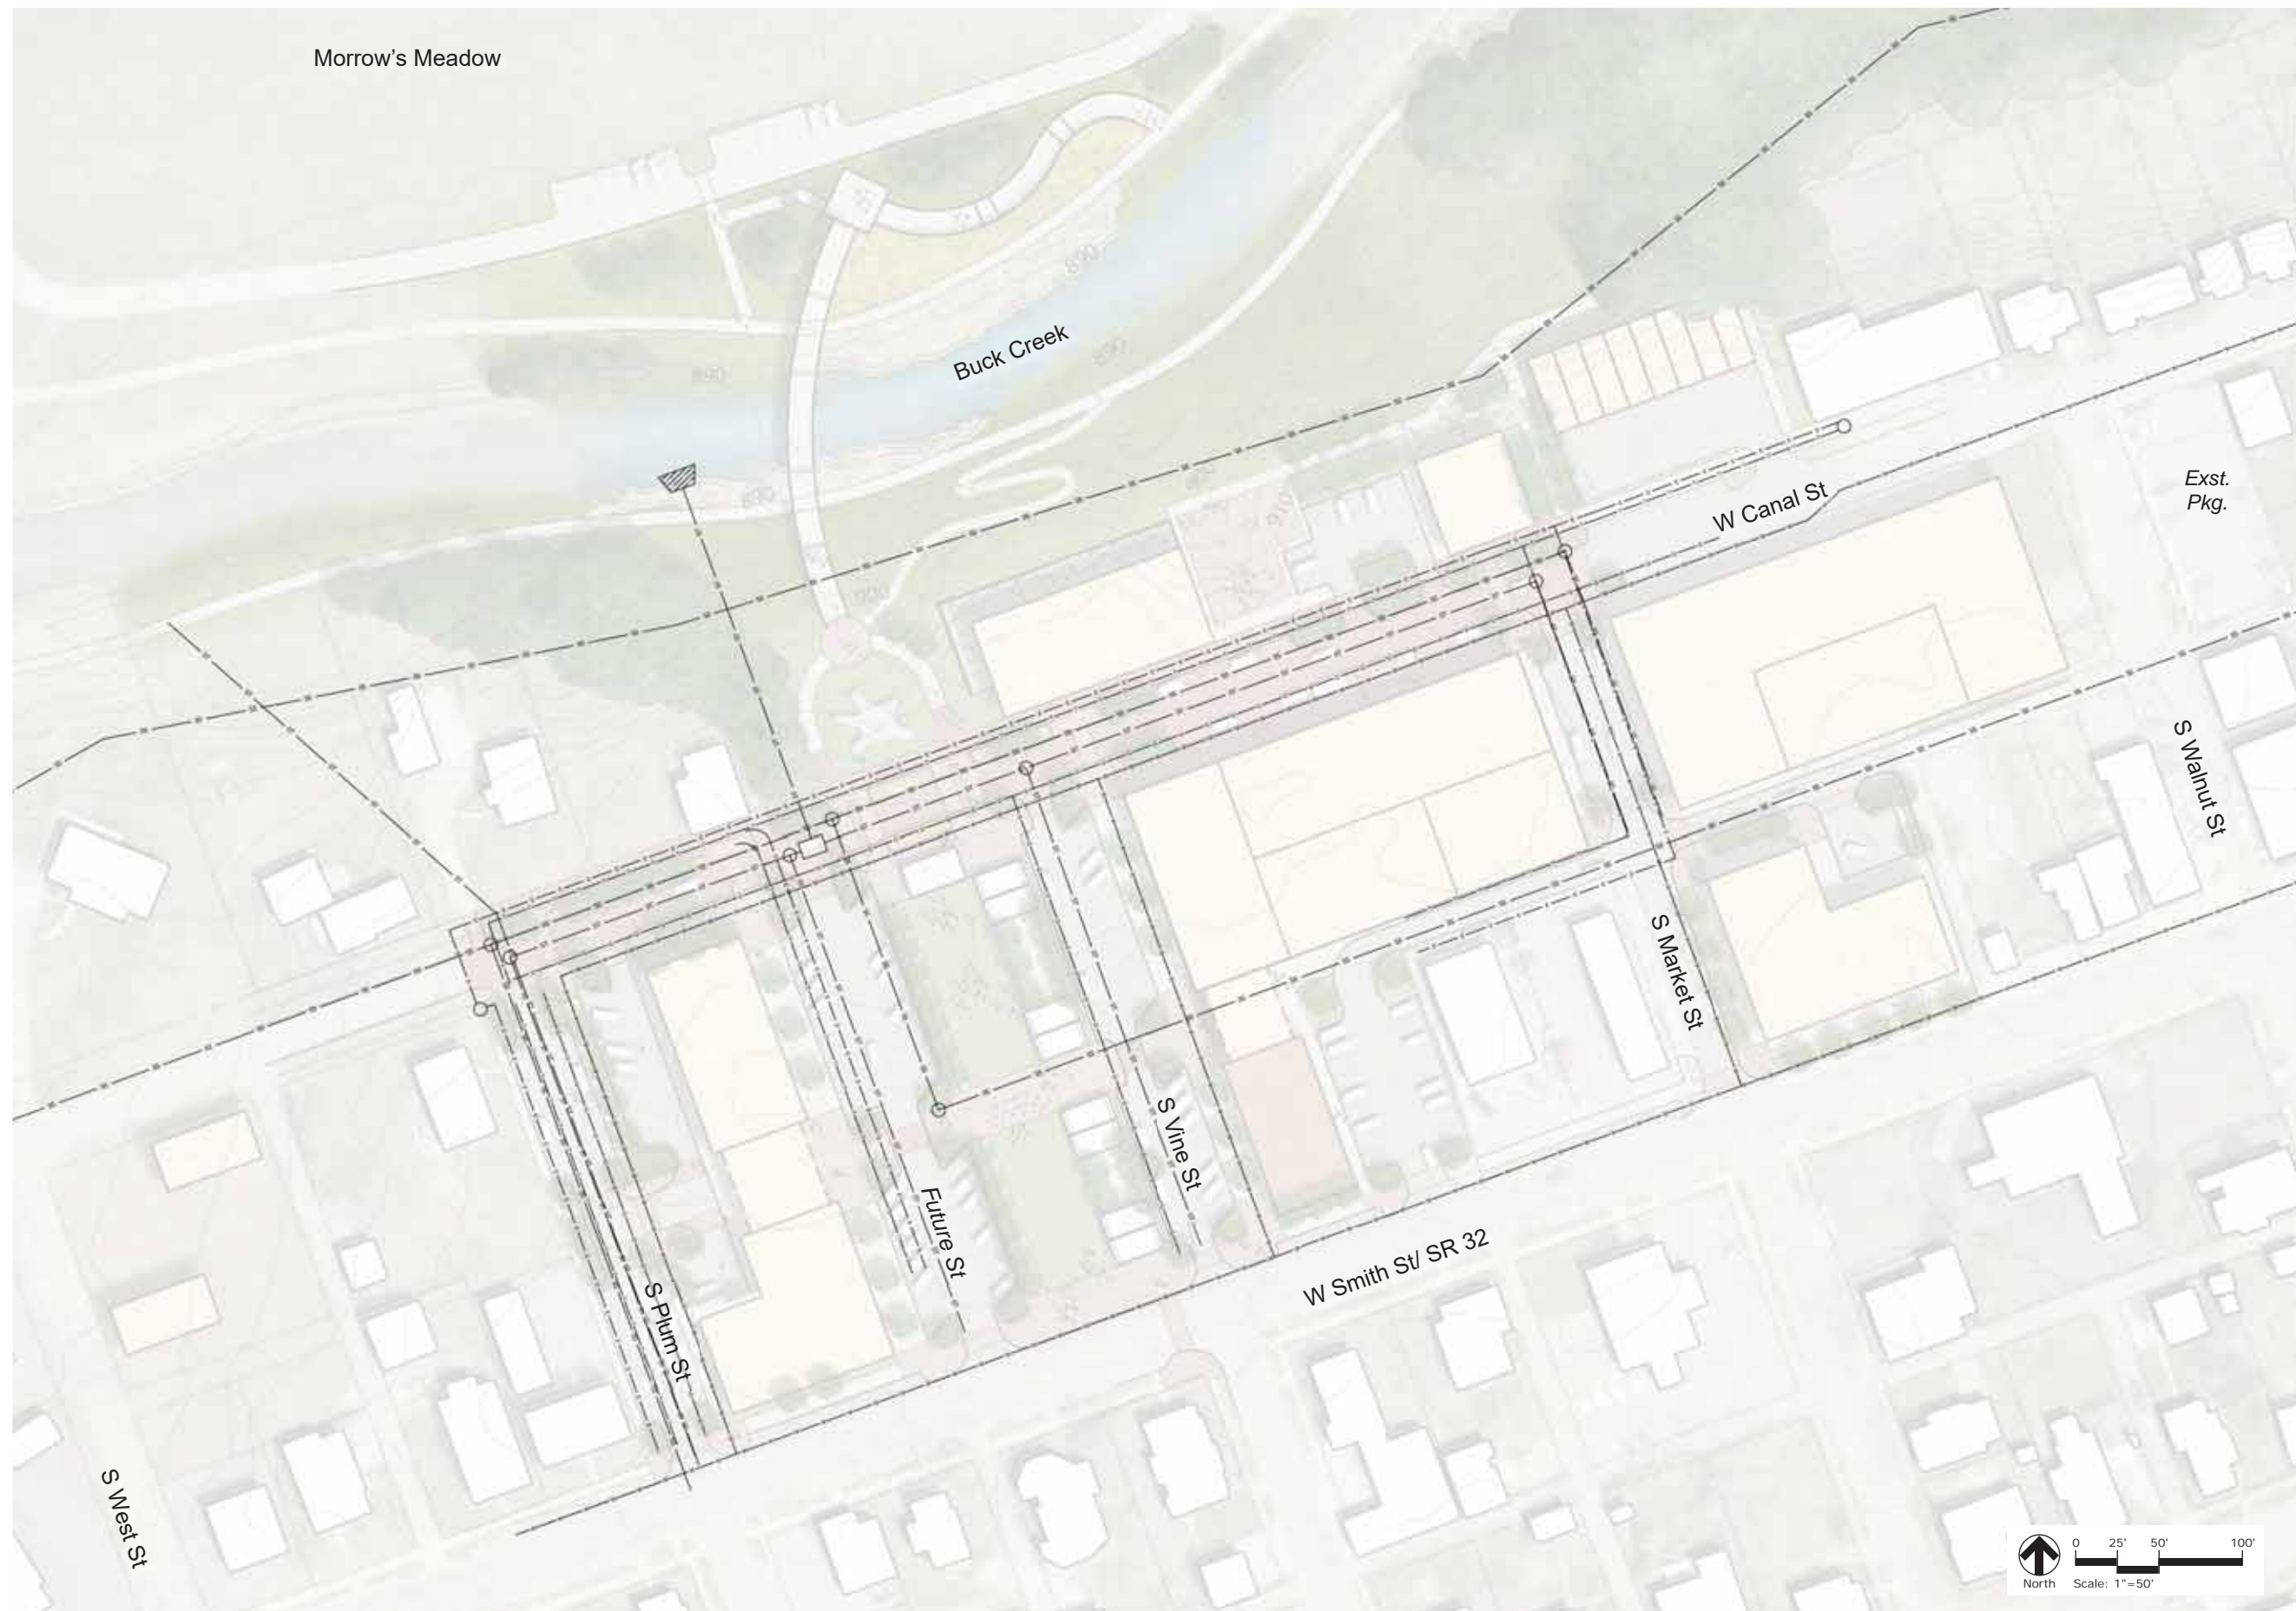 Morrow's Meadow
890
Buck Creek
890
890
890
900
910
W Canal St
Exst.
Pkg.
S Walnut St
S Market St
S Vine St
Future St
S Plum St
W Smith St/ SR 32
S West St
0 25' 50' 100'
North
Scale: 1"=50'